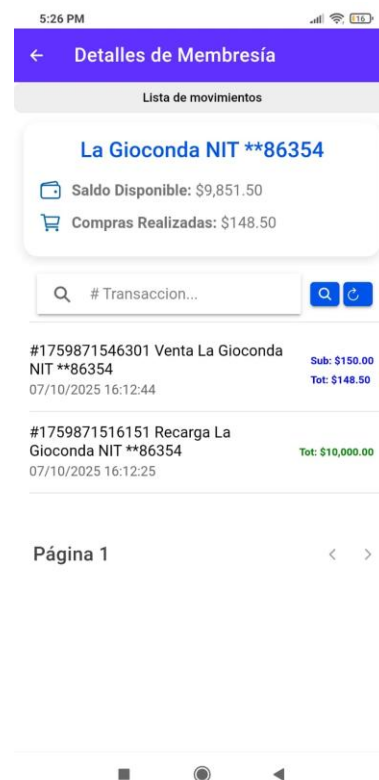 5:26 PM
16
Detalles de Membresía
Lista de movimientos
La Gioconda NIT **86354
Saldo Disponible: $9,851.50
Compras Realizadas: $148.50
# Transaccion...
#1759871546301 Venta La Gioconda
NIT **86354
07/10/2025 16:12:44
Sub: $150.00
Tot: $148.50
#1759871516151 Recarga La
Gioconda NIT **86354
07/10/2025 16:12:25
Tot: $10,000.00
Página 1